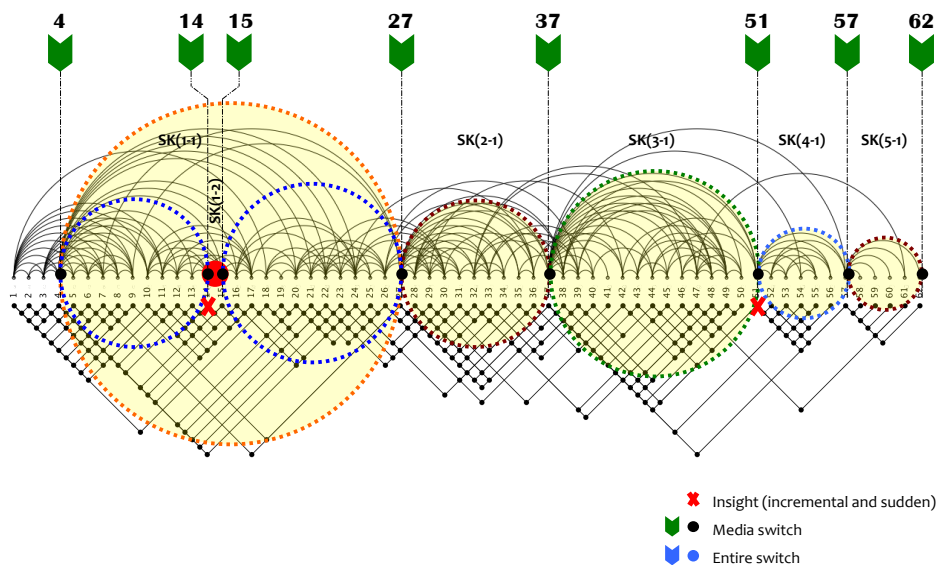 4 14 15 27 37 51 57 62
SK(1-1) SK(2-1) SK(3-1) SK(4-1) SK(5-1)
SK(1-2)
1 2 3 5 6 7 8 9 10 11 12 13 15 16 17 18 19 20 21 22 23 24 25 26 28 29 30 31 32 33 34 35 36 38 39 40 41 42 43 44 45 46 47 48 49 50 52 53 54 55 56 58 59 60 61
Insight (incremental and sudden)
Media switch
Entire switch